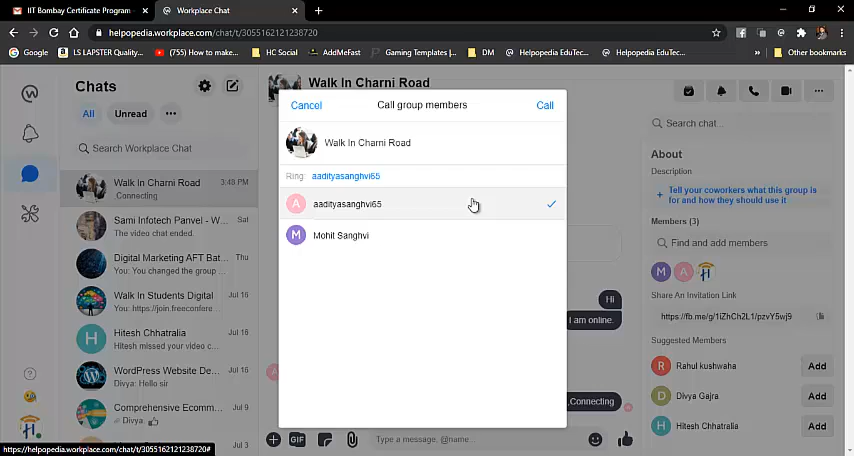 IIT Bombay Certificate Program
Workplace Chat
helpopedia.workplace.com/chat/t/3055162121238720
Google
LS LAPSTER Quality...
(755) How to make...
HC Social
AddMeFast
Gaming Templates |...
DM
Helpopedia EduTec...
Helpopedia EduTec...
»
Other bookmarks
Chats
All
Unread
Search Workplace Chat
Walk In Charni Road
3:48 PM
.Connecting
Sami Infotech Panvel - W...
Sat
The video chat ended.
Digital Marketing AFT Bat...
Thu
You: You changed the group ...
Walk In Students Digital
Jul 16
You: https://join.freeconfere...
Hitesh Chhatralia
Jul 16
Hitesh missed your video c...
WordPress Website De...
Jul 16
Divya: Hello sir
Comprehensive Ecomm...
Jul 9
Divya:
Jul 3
https://helpopedia.workplace.com/chat/t/3055162121238720#
Walk In Charni Road
Cancel
Call group members
Call
Walk In Charni Road
Ring: aadityasanghvi65
A
aadityasanghvi65
M
Mohit Sanghvi
Hi
I am online.
.Connecting
GIF
Type a message, @name...
Search chat...
About
Description
+ Tell your coworkers what this group is
for and how they should use it
Members (3)
Find and add members
M
A
Share An Invitation Link
https://fb.me/g/1iZhCh2L1/pzvY5wj9
Suggested Members
R
Rahul kushwaha
Add
D
Divya Gajra
Add
H
Hitesh Chhatralia
Add